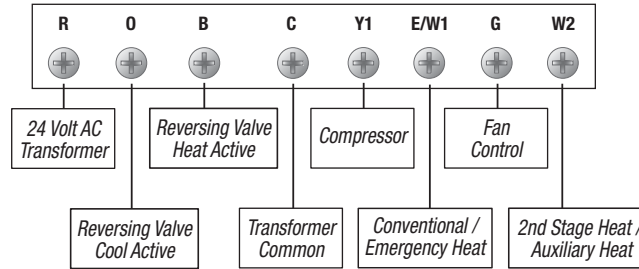 R O B C Y1 E/W1 G W2
24 Volt AC
Transformer
Reversing Valve
Heat Active
Compressor
Fan
Control
Reversing Valve
Cool Active
Transformer
Common
Conventional /
Emergency Heat
2nd Stage Heat /
Auxiliary Heat